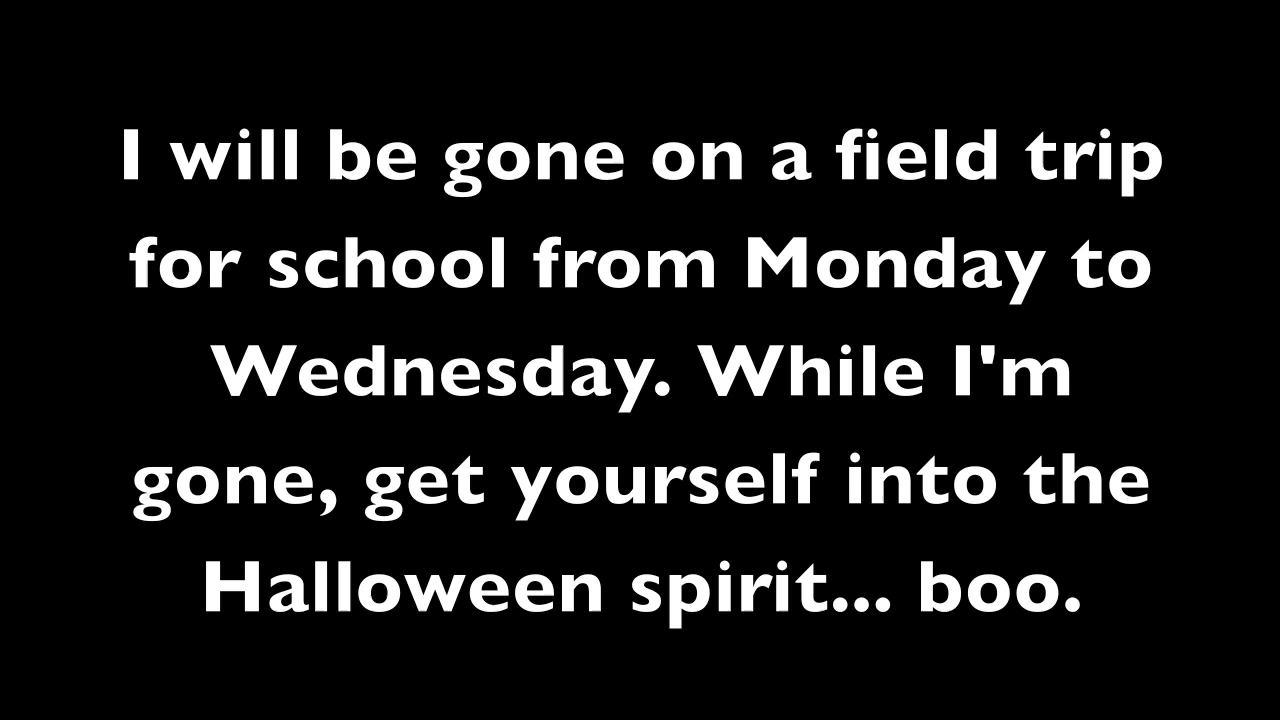 I will be gone on a field trip
for school from Monday to
Wednesday. While I'm
gone, get yourself into the
Halloween spirit... boo.